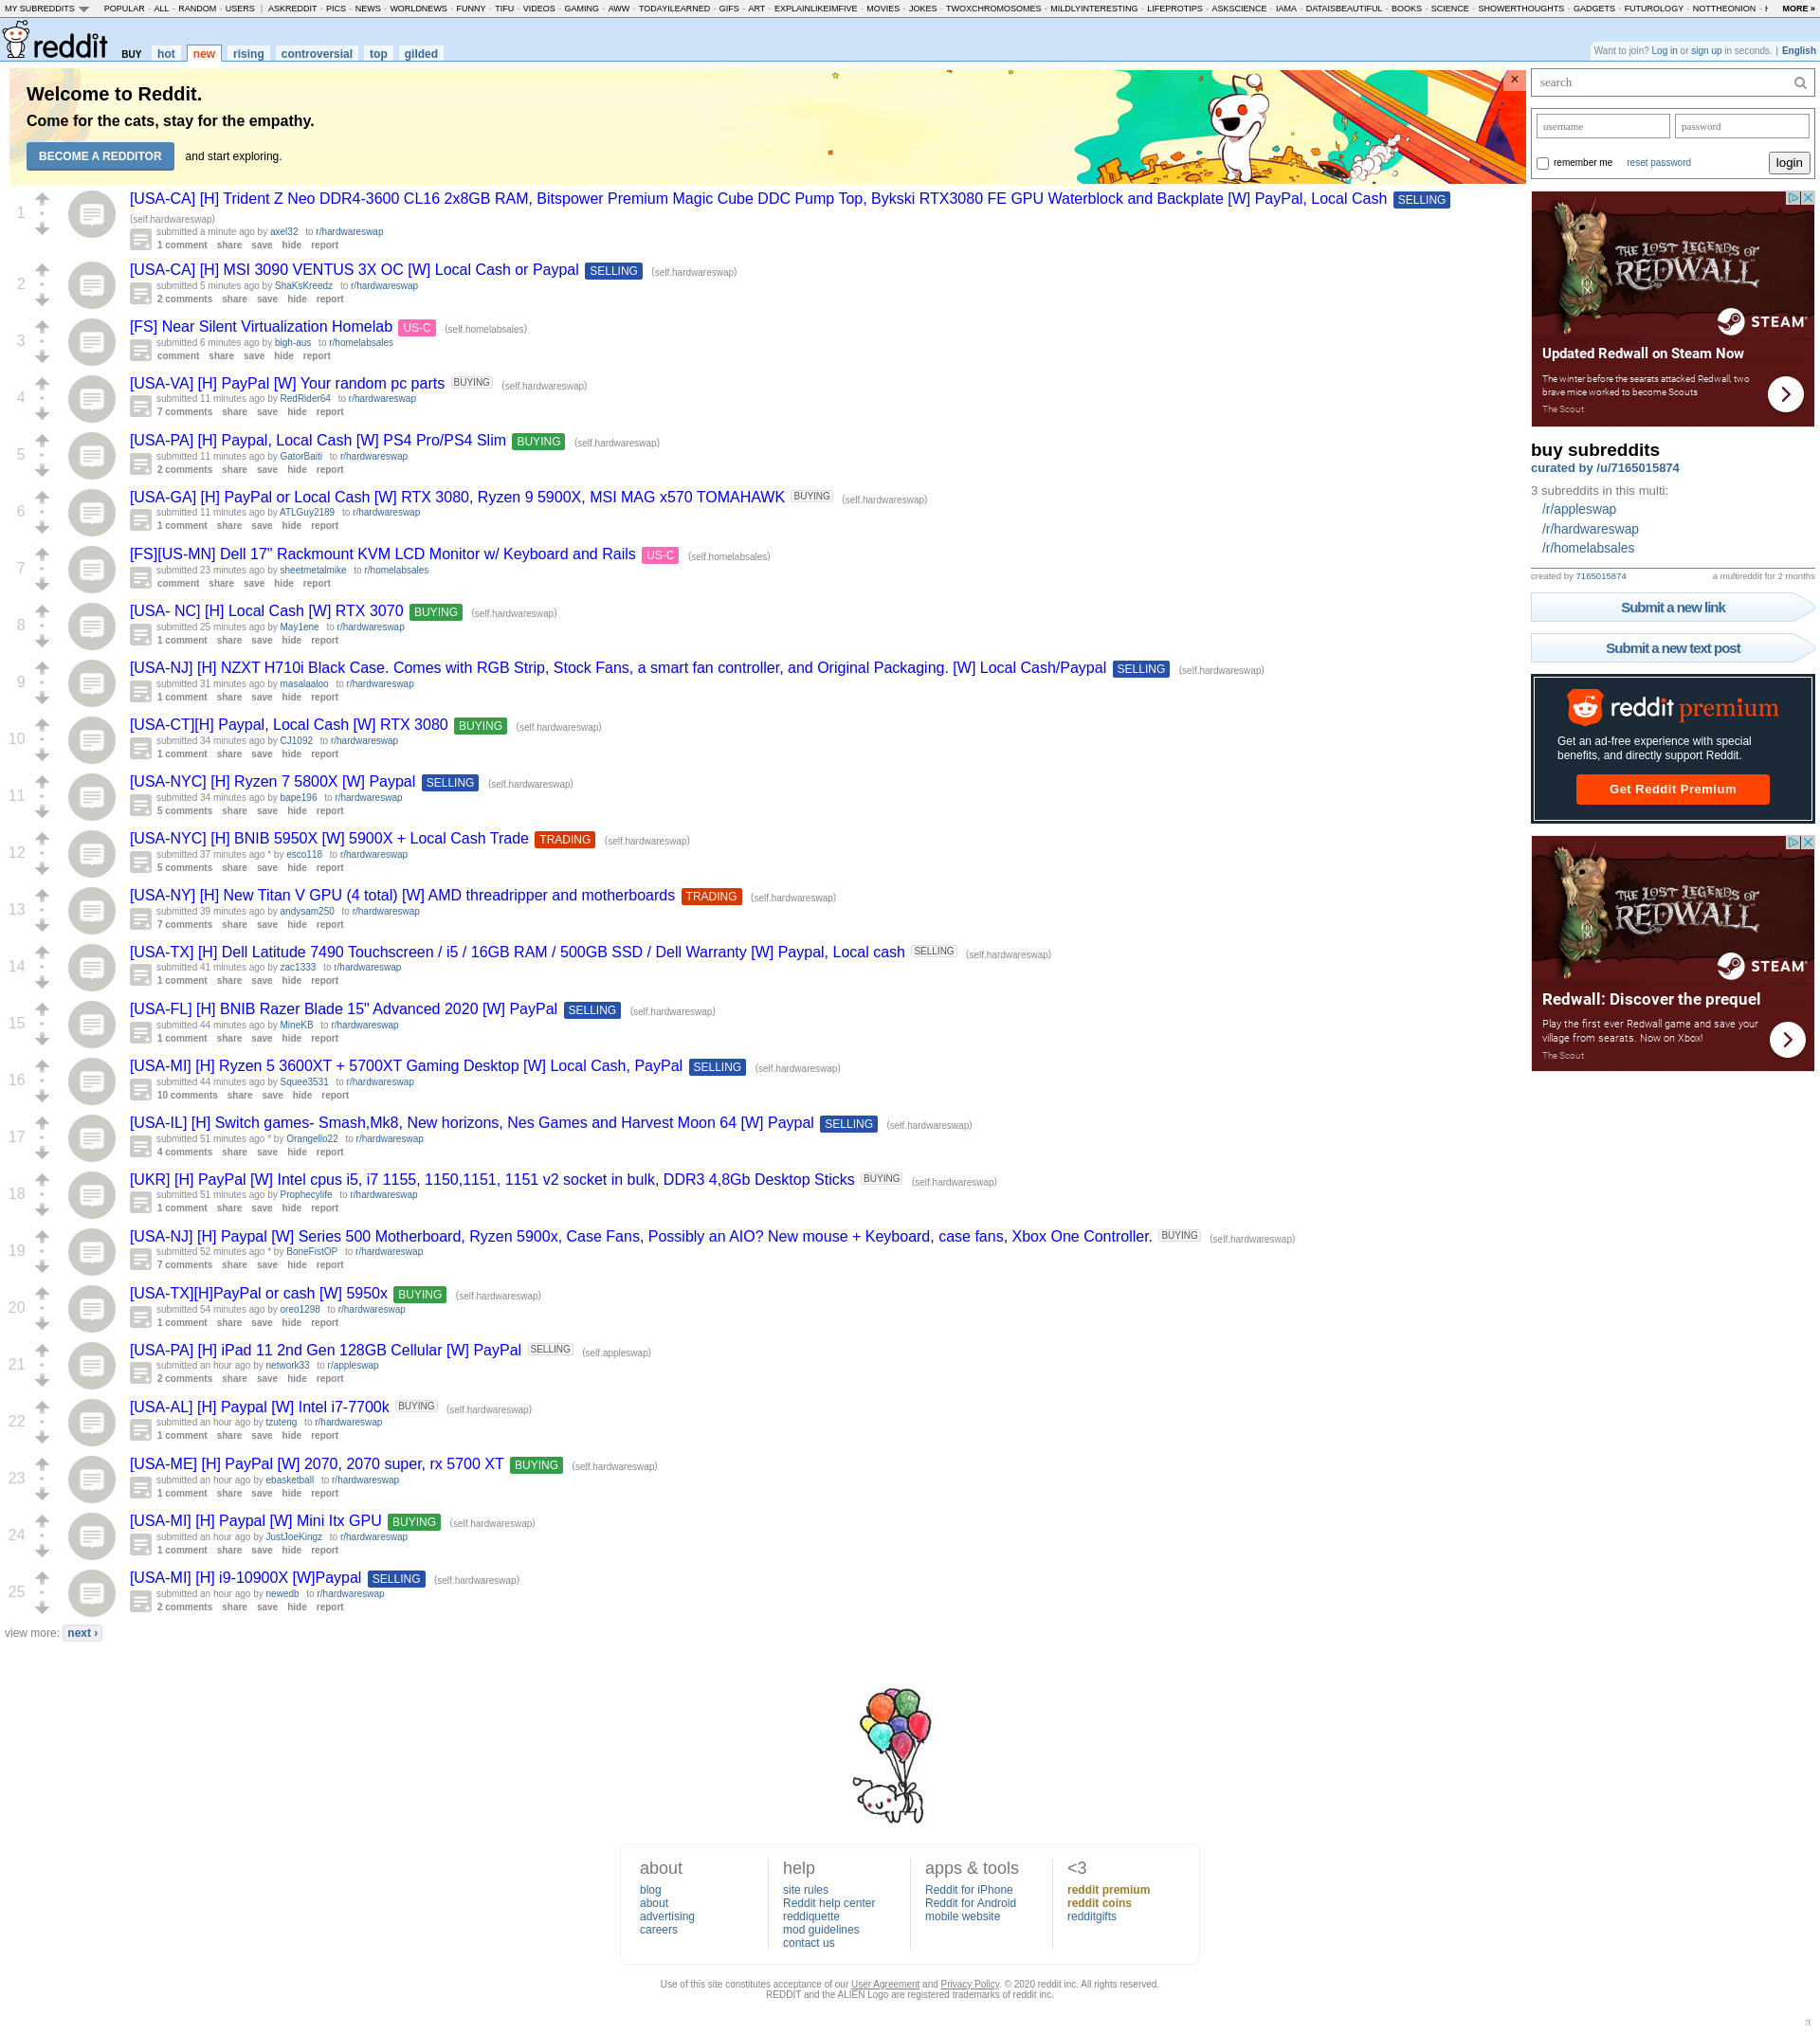 MY SUBREDDITS POPULAR - ALL - RANDOM - USERS | ASKREDDIT - PICS - NEWS - WORLDNEWS - FUNNY - TIFU - VIDEOS - GAMING - AWW - TODAYILEARNED - GIFS - ART - EXPLAINLIKEIMFIVE - MOVIES - JOKES - TWOXCHROMOSOMES - MILDLYINTERESTING - LIFEPROTIPS - ASKSCIENCE - IAMA - DATAISBEAUTIFUL - BOOKS - SCIENCE - SHOWERTHOUGHTS - GADGETS - FUTUROLOGY - NOTTHEONION - MORE »
reddit BUY hot new rising controversial top gilded
Want to join? Log in or sign up in seconds. | English
Welcome to Reddit.
Come for the cats, stay for the empathy.
BECOME A REDDITOR and start exploring.
×
1
[USA-CA] [H] Trident Z Neo DDR4-3600 CL16 2x8GB RAM, Bitspower Premium Magic Cube DDC Pump Top, Bykski RTX3080 FE GPU Waterblock and Backplate [W] PayPal, Local Cash SELLING
(self.hardwareswap)
submitted a minute ago by axel32 to r/hardwareswap
1 comment share save hide report
2
[USA-CA] [H] MSI 3090 VENTUS 3X OC [W] Local Cash or Paypal SELLING (self.hardwareswap)
submitted 5 minutes ago by ShaKsKreedz to r/hardwareswap
2 comments share save hide report
3
[FS] Near Silent Virtualization Homelab US-C (self.homelabsales)
submitted 6 minutes ago by bigh-aus to r/homelabsales
comment share save hide report
4
[USA-VA] [H] PayPal [W] Your random pc parts BUYING (self.hardwareswap)
submitted 11 minutes ago by RedRider64 to r/hardwareswap
7 comments share save hide report
5
[USA-PA] [H] Paypal, Local Cash [W] PS4 Pro/PS4 Slim BUYING (self.hardwareswap)
submitted 11 minutes ago by GatorBaiti to r/hardwareswap
2 comments share save hide report
6
[USA-GA] [H] PayPal or Local Cash [W] RTX 3080, Ryzen 9 5900X, MSI MAG x570 TOMAHAWK BUYING (self.hardwareswap)
submitted 11 minutes ago by ATLGuy2189 to r/hardwareswap
1 comment share save hide report
7
[FS][US-MN] Dell 17" Rackmount KVM LCD Monitor w/ Keyboard and Rails US-C (self.homelabsales)
submitted 23 minutes ago by sheetmetalmike to r/homelabsales
comment share save hide report
8
[USA- NC] [H] Local Cash [W] RTX 3070 BUYING (self.hardwareswap)
submitted 25 minutes ago by May1ene to r/hardwareswap
1 comment share save hide report
9
[USA-NJ] [H] NZXT H710i Black Case. Comes with RGB Strip, Stock Fans, a smart fan controller, and Original Packaging. [W] Local Cash/Paypal SELLING (self.hardwareswap)
submitted 31 minutes ago by masalaaloo to r/hardwareswap
1 comment share save hide report
10
[USA-CT][H] Paypal, Local Cash [W] RTX 3080 BUYING (self.hardwareswap)
submitted 34 minutes ago by CJ1092 to r/hardwareswap
1 comment share save hide report
11
[USA-NYC] [H] Ryzen 7 5800X [W] Paypal SELLING (self.hardwareswap)
submitted 34 minutes ago by bape196 to r/hardwareswap
5 comments share save hide report
12
[USA-NYC] [H] BNIB 5950X [W] 5900X + Local Cash Trade TRADING (self.hardwareswap)
submitted 37 minutes ago * by esco118 to r/hardwareswap
5 comments share save hide report
13
[USA-NY] [H] New Titan V GPU (4 total) [W] AMD threadripper and motherboards TRADING (self.hardwareswap)
submitted 39 minutes ago by andysam250 to r/hardwareswap
7 comments share save hide report
14
[USA-TX] [H] Dell Latitude 7490 Touchscreen / i5 / 16GB RAM / 500GB SSD / Dell Warranty [W] Paypal, Local cash SELLING (self.hardwareswap)
submitted 41 minutes ago by zac1333 to r/hardwareswap
1 comment share save hide report
15
[USA-FL] [H] BNIB Razer Blade 15" Advanced 2020 [W] PayPal SELLING (self.hardwareswap)
submitted 44 minutes ago by MineKB to r/hardwareswap
1 comment share save hide report
16
[USA-MI] [H] Ryzen 5 3600XT + 5700XT Gaming Desktop [W] Local Cash, PayPal SELLING (self.hardwareswap)
submitted 44 minutes ago by Squee3531 to r/hardwareswap
10 comments share save hide report
17
[USA-IL] [H] Switch games- Smash,Mk8, New horizons, Nes Games and Harvest Moon 64 [W] Paypal SELLING (self.hardwareswap)
submitted 51 minutes ago * by Orangello22 to r/hardwareswap
4 comments share save hide report
18
[UKR] [H] PayPal [W] Intel cpus i5, i7 1155, 1150,1151, 1151 v2 socket in bulk, DDR3 4,8Gb Desktop Sticks BUYING (self.hardwareswap)
submitted 51 minutes ago by Prophecylife to r/hardwareswap
1 comment share save hide report
19
[USA-NJ] [H] Paypal [W] Series 500 Motherboard, Ryzen 5900x, Case Fans, Possibly an AIO? New mouse + Keyboard, case fans, Xbox One Controller. BUYING (self.hardwareswap)
submitted 52 minutes ago * by BoneFistOP to r/hardwareswap
7 comments share save hide report
20
[USA-TX][H]PayPal or cash [W] 5950x BUYING (self.hardwareswap)
submitted 54 minutes ago by oreo1298 to r/hardwareswap
1 comment share save hide report
21
[USA-PA] [H] iPad 11 2nd Gen 128GB Cellular [W] PayPal SELLING (self.appleswap)
submitted an hour ago by network33 to r/appleswap
2 comments share save hide report
22
[USA-AL] [H] Paypal [W] Intel i7-7700k BUYING (self.hardwareswap)
submitted an hour ago by tzuteng to r/hardwareswap
1 comment share save hide report
23
[USA-ME] [H] PayPal [W] 2070, 2070 super, rx 5700 XT BUYING (self.hardwareswap)
submitted an hour ago by ebasketball to r/hardwareswap
1 comment share save hide report
24
[USA-MI] [H] Paypal [W] Mini Itx GPU BUYING (self.hardwareswap)
submitted an hour ago by JustJoeKingz to r/hardwareswap
1 comment share save hide report
25
[USA-MI] [H] i9-10900X [W]Paypal SELLING (self.hardwareswap)
submitted an hour ago by newedb to r/hardwareswap
2 comments share save hide report
view more: next ›
search
username password
remember me reset password login
THE LOST LEGENDS OF
REDWALL
STEAM
Updated Redwall on Steam Now
The winter before the searats attacked Redwall, two
brave mice worked to become Scouts
The Scout
buy subreddits
curated by /u/7165015874
3 subreddits in this multi:
/r/appleswap
/r/hardwareswap
/r/homelabsales
created by 7165015874 a multireddit for 2 months
Submit a new link
Submit a new text post
reddit premium
Get an ad-free experience with special
benefits, and directly support Reddit.
Get Reddit Premium
THE LOST LEGENDS OF
REDWALL
STEAM
Redwall: Discover the prequel
Play the first ever Redwall game and save your
village from searats. Now on Xbox!
The Scout
about
blog
about
advertising
careers
help
site rules
Reddit help center
reddiquette
mod guidelines
contact us
apps & tools
Reddit for iPhone
Reddit for Android
mobile website
<3
reddit premium
reddit coins
redditgifts
Use of this site constitutes acceptance of our User Agreement and Privacy Policy. © 2020 reddit inc. All rights reserved.
REDDIT and the ALIEN Logo are registered trademarks of reddit inc.
π